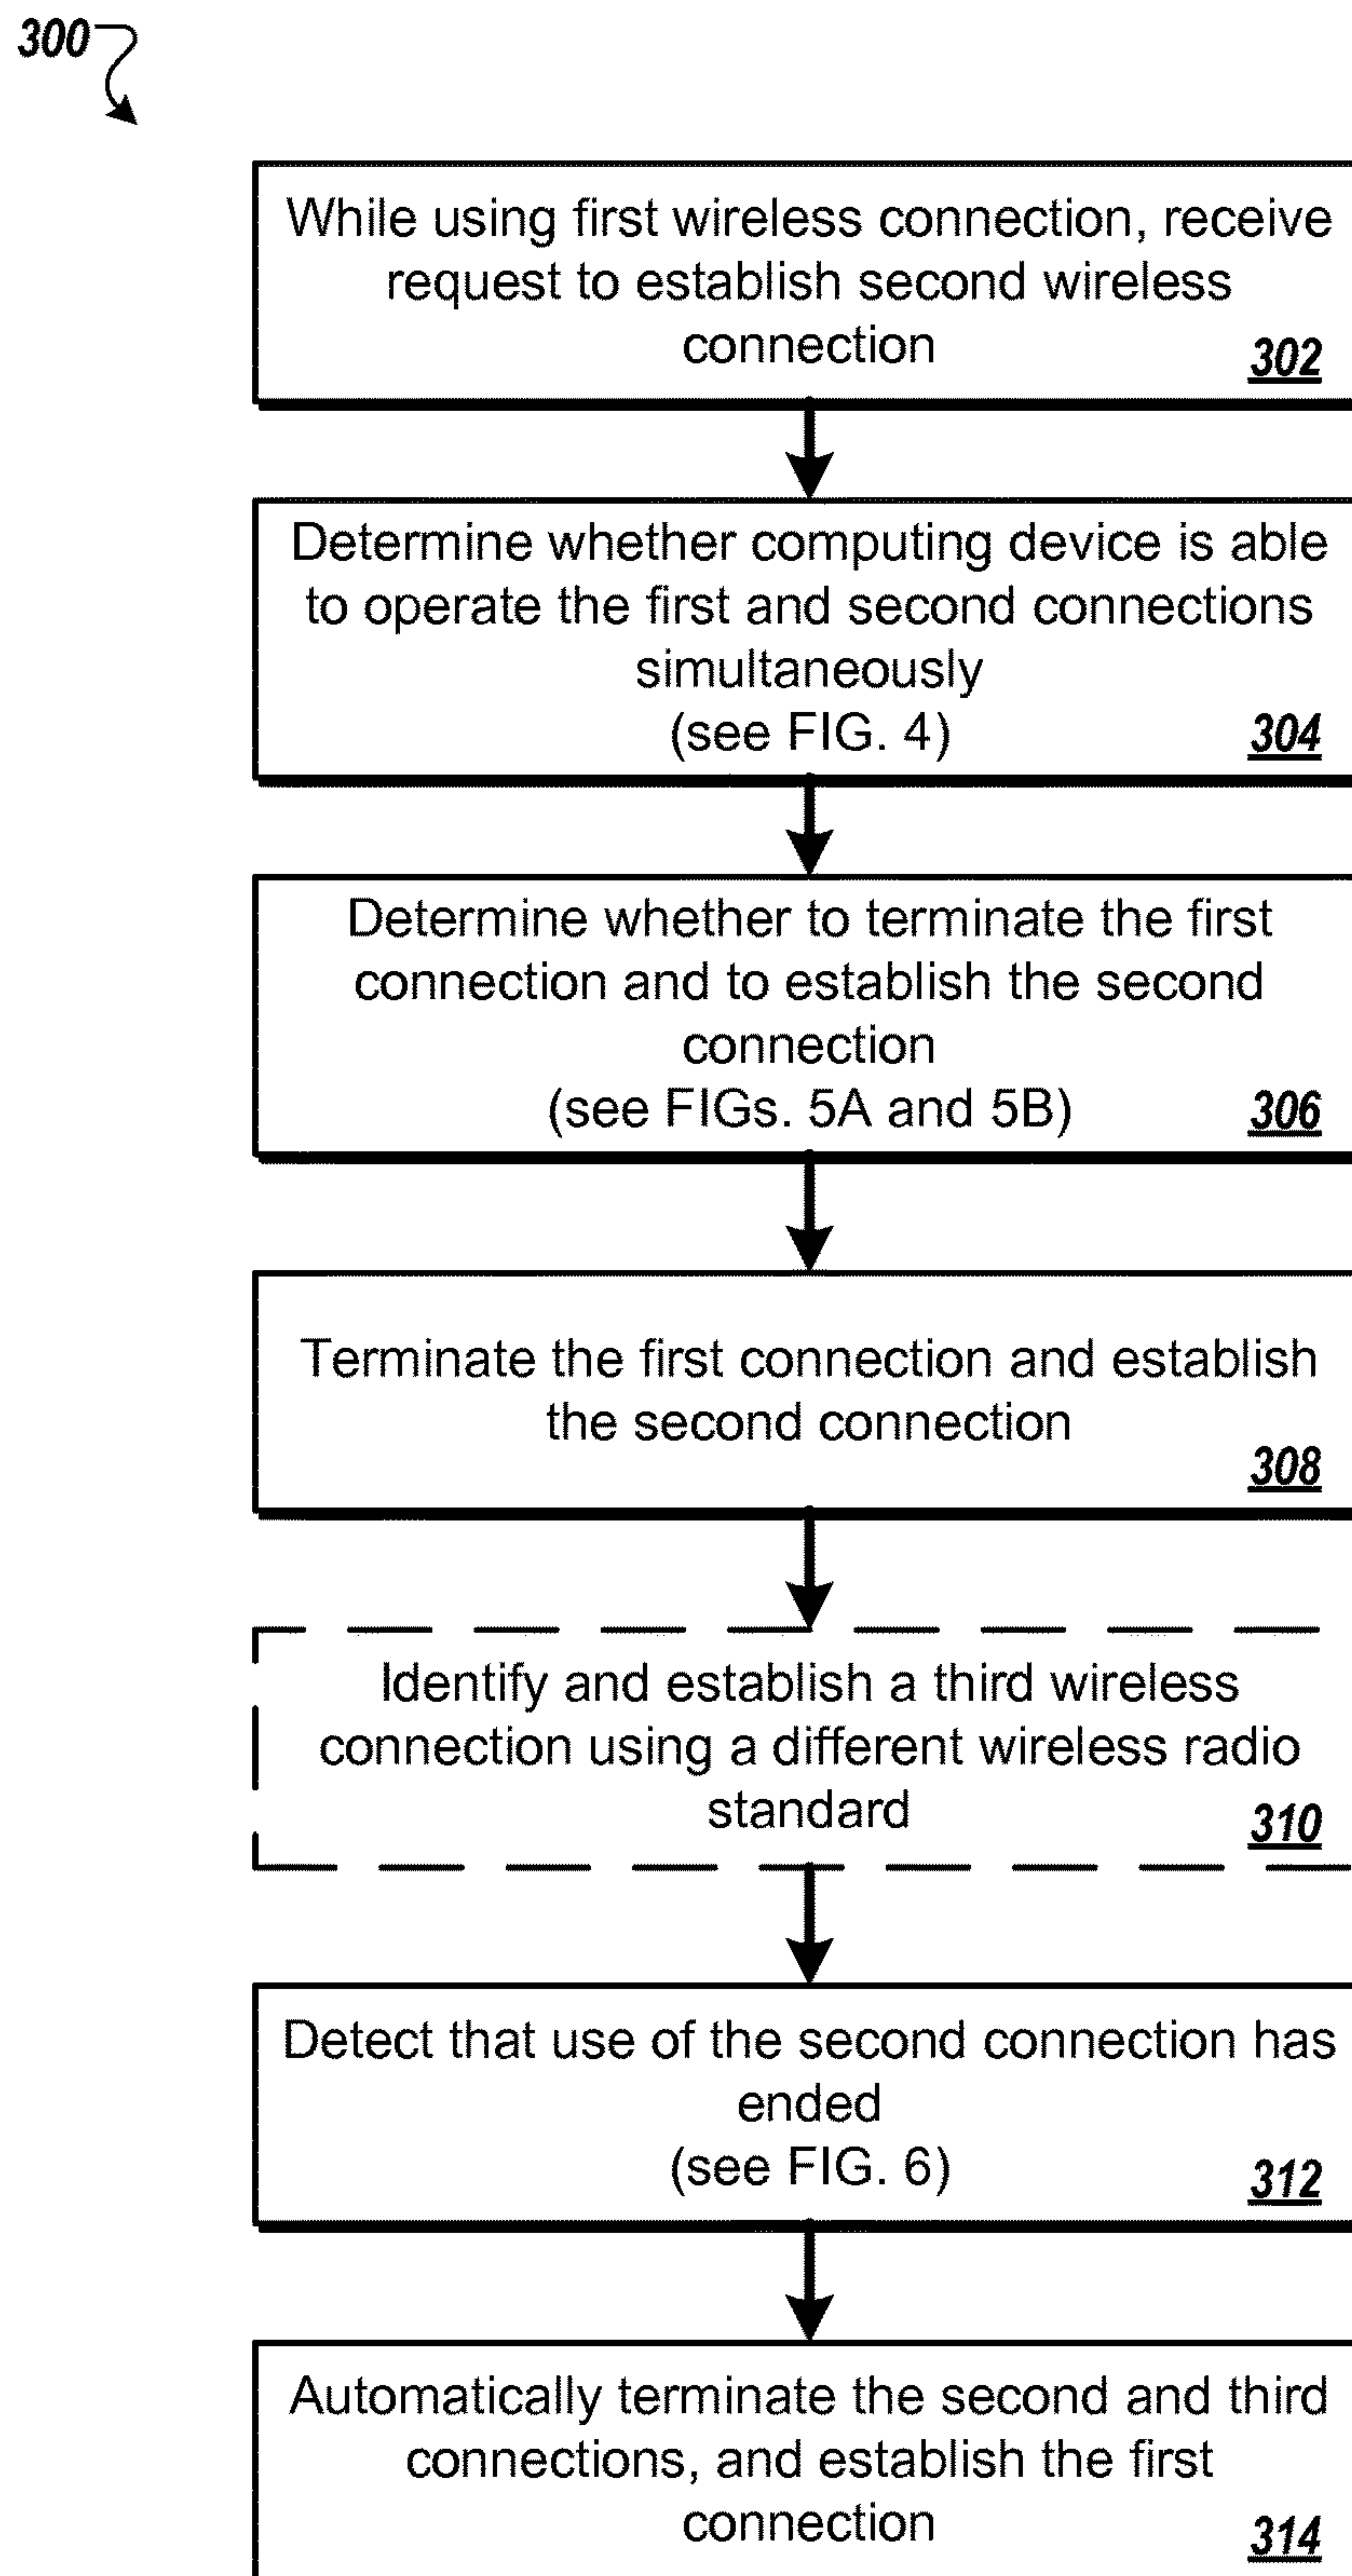 300
While using first wireless connection, receive
request to establish second wireless
connection
302
Determine whether computing device is able
to operate the first and second connections
simultaneously
(see FIG. 4)
304
Determine whether to terminate the first
connection and to establish the second
connection
(see FIGs. 5A and 5B)
306
Terminate the first connection and establish
the second connection
308
Identify and establish a third wireless
connection using a different wireless radio
standard
310
Detect that use of the second connection has
ended
(see FIG. 6)
312
Automatically terminate the second and third
connections, and establish the first
connection
314